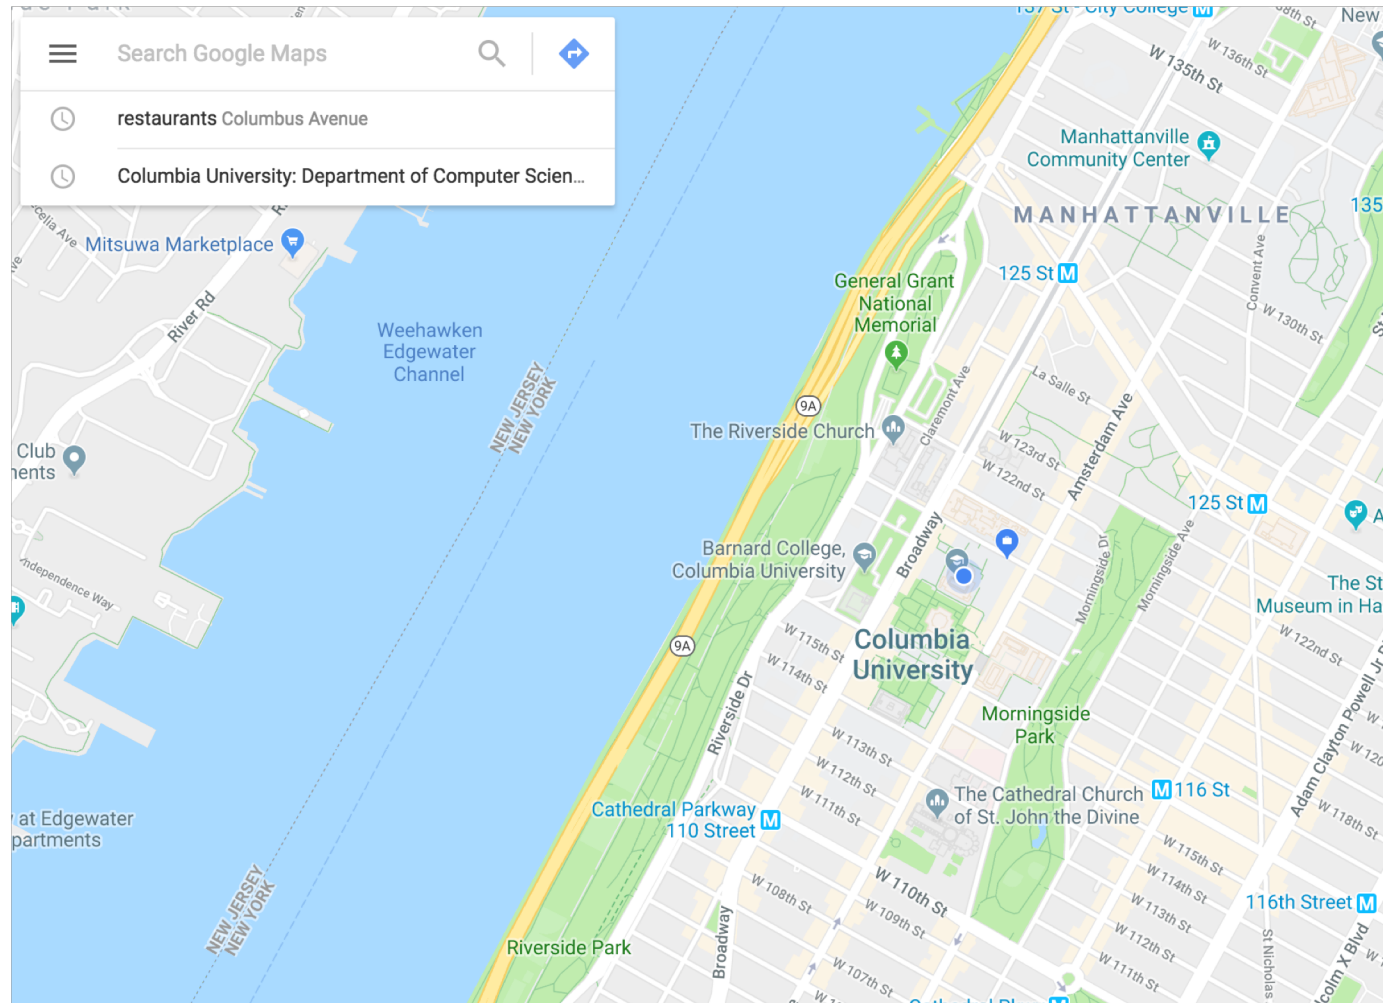 137 St - City College
Search Google Maps
restaurants Columbus Avenue
Columbia University: Department of Computer Scien...
New
W 136th St
W 135th St
Manhattanville
Community Center
135
MANHATTANVILLE
Mitsuwa Marketplace
125 St
General Grant
National
Memorial
Convent Ave
W 130th St
River Rd
Weehawken
Edgewater
Channel
NEW JERSEY
NEW YORK
9A
La Salle St
Claremont Ave
Amsterdam Ave
The Riverside Church
Club
W 123rd St
W 122nd St
125 St
Broadway
Barnard College,
Columbia University
Morningside Dr
Morningside Ave
The St
Museum in Ha
Independence Way
W 122nd St
Columbia
University
W 115th St
W 114th St
9A
Riverside Dr
Morningside
Park
W 113th St
W 112th St
W 111th St
Adam Clayton Powell Jr
116 St
The Cathedral Church
of St. John the Divine
Cathedral Parkway
110 Street
at Edgewater
partments
W 118th St
W 115th St
W 114th St
W 113th St
W 112th St
W 111th St
NEW JERSEY
NEW YORK
W 110th St
W 109th St
W 108th St
W 107th St
116th Street
Riverside Park
Broadway
St Nicholas
colm X Blvd